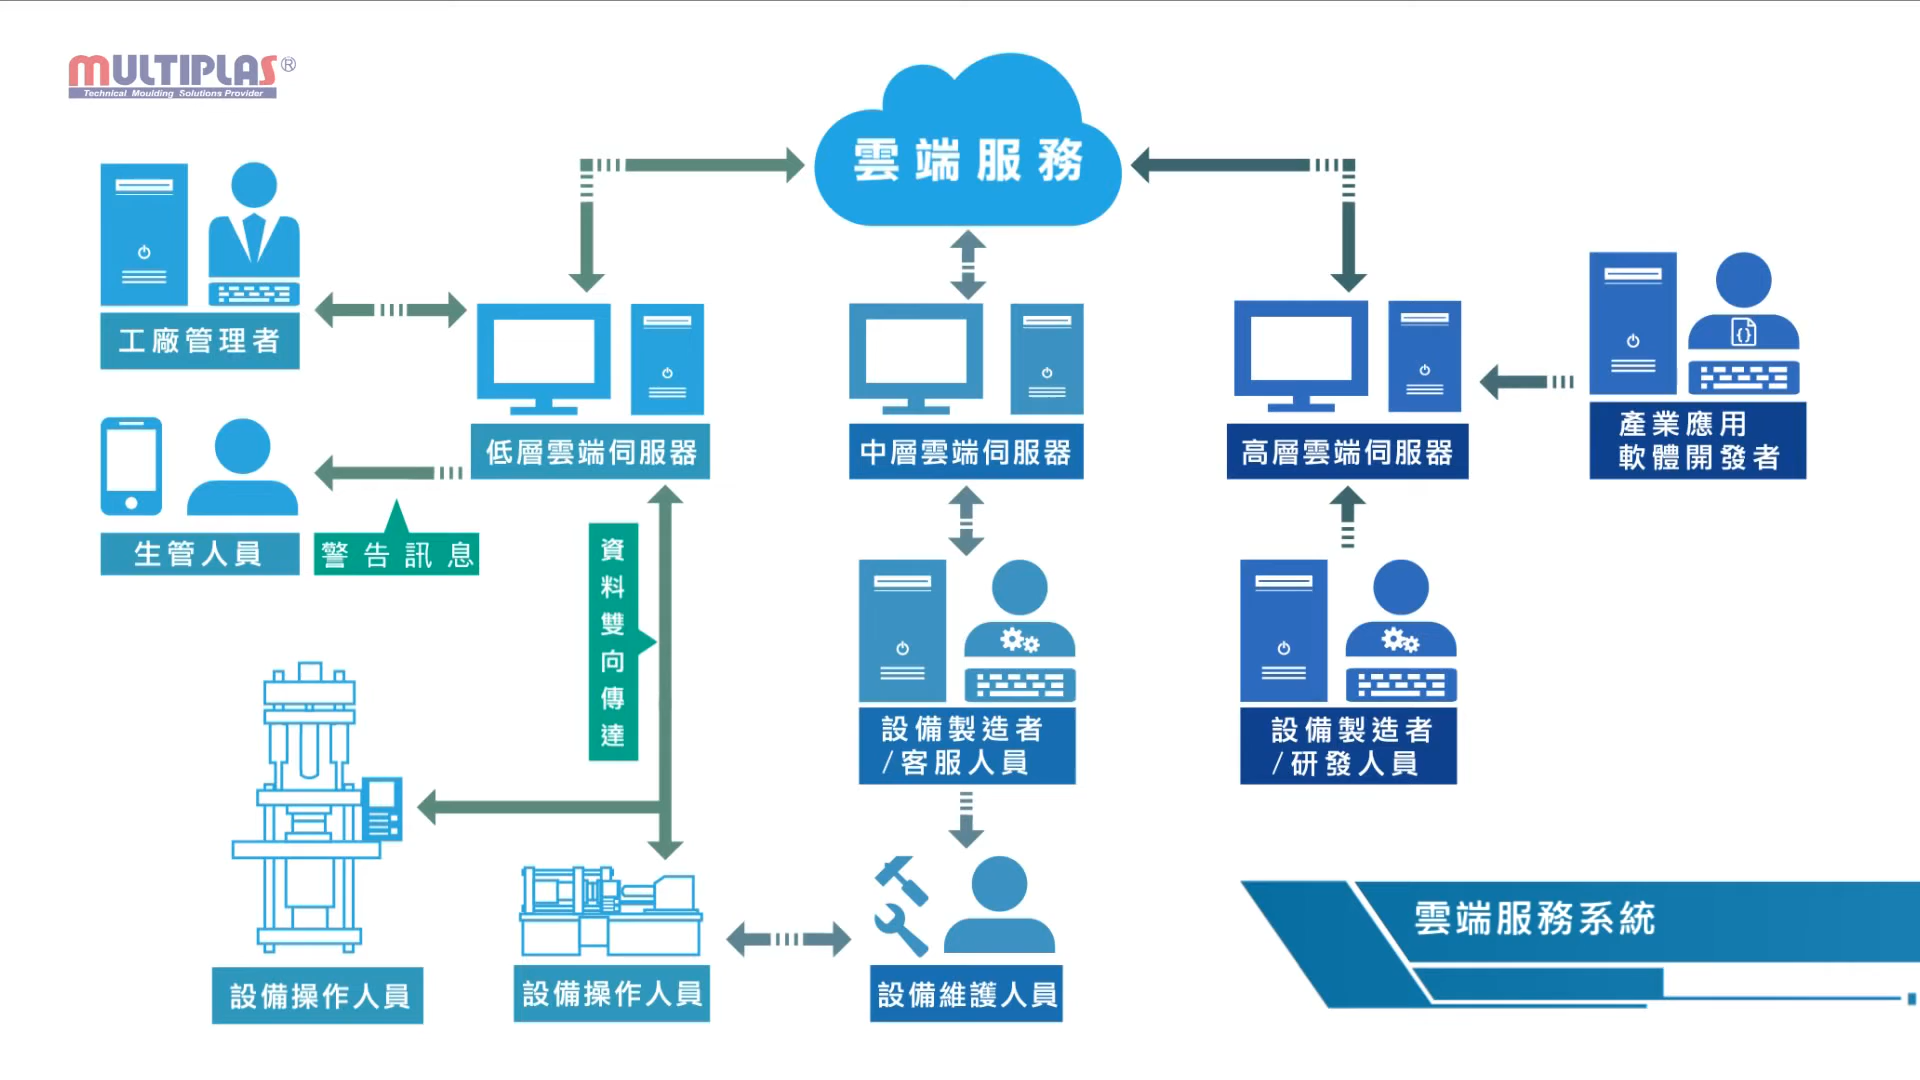 MULTIPLAS®
Technical Moulding Solutions Provider
雲端服務
工廠管理者
低層雲端伺服器
中層雲端伺服器
高層雲端伺服器
產業應用
軟體開發者
生管人員
警告訊息
資料雙向傳達
設備製造者
/客服人員
設備製造者
/研發人員
設備操作人員
設備操作人員
設備維護人員
雲端服務系統